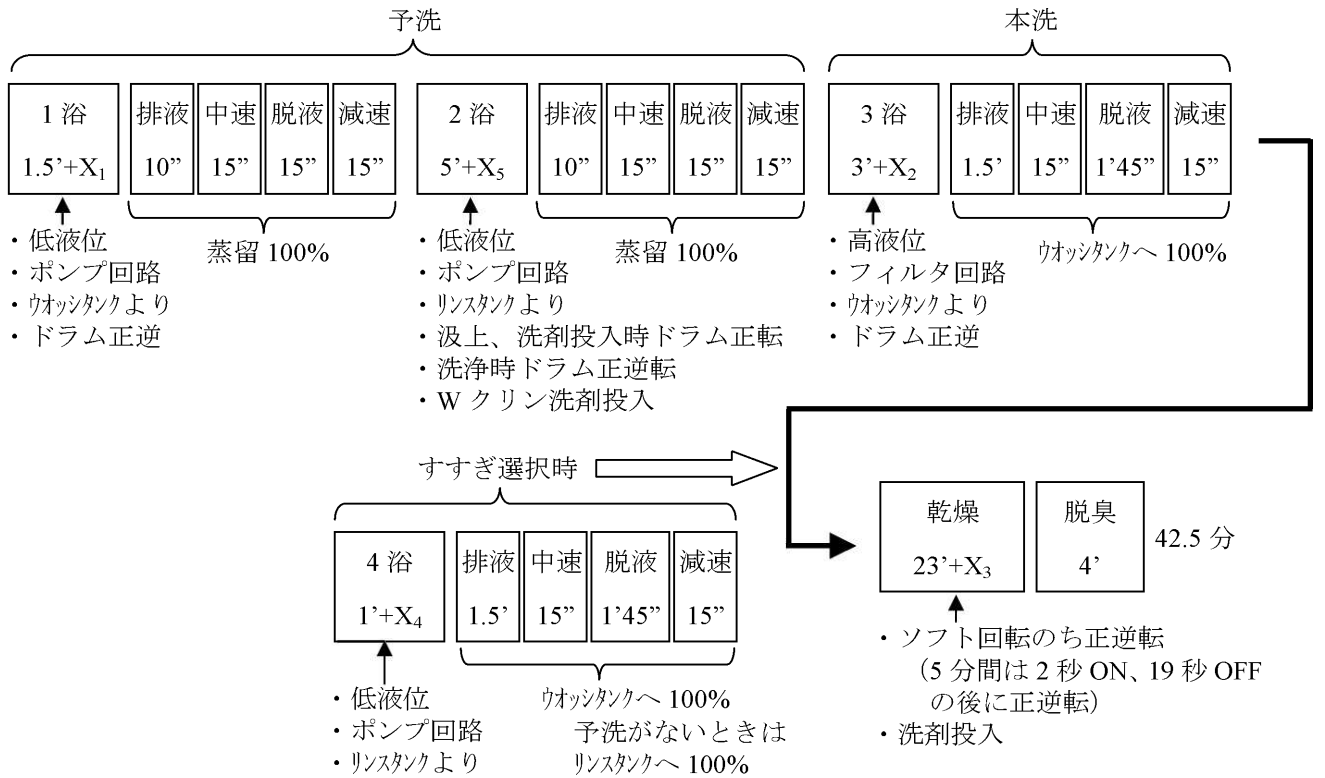 予洗
本洗
1 浴 排液 中速 脱液 減速 2 浴 排液 中速 脱液 減速 3 浴 排液 中速 脱液 減速
1.5’+X₁ 10” 15” 15” 15” 5’+X₅ 10” 15” 15” 15” 3’+X₂ 1.5’ 15” 1’45” 15”
・低液位
・ポンプ回路
・ｳｵｯｼﾀﾝｸより
・ドラム正逆
蒸留 100%
・低液位
・ポンプ回路
・ﾘﾝｽﾀﾝｸより
・汲上、洗剤投入時ドラム正転
・洗浄時ドラム正逆転
・W クリン洗剤投入
蒸留 100%
・高液位
・フィルタ回路
・ｳｵｯｼﾀﾝｸより
・ドラム正逆
ｳｵｯｼﾀﾝｸへ 100%
すすぎ選択時
4 浴 排液 中速 脱液 減速
1’+X₄ 1.5’ 15” 1’45” 15”
・低液位
・ポンプ回路
・ﾘﾝｽﾀﾝｸより
ｳｵｯｼﾀﾝｸへ 100%
予洗がないときは
ﾘﾝｽﾀﾝｸへ 100%
乾燥 脱臭
23’+X₃ 4’ 42.5 分
・ソフト回転のち正逆転
（5 分間は 2 秒 ON、19 秒 OFF
の後に正逆転）
・洗剤投入